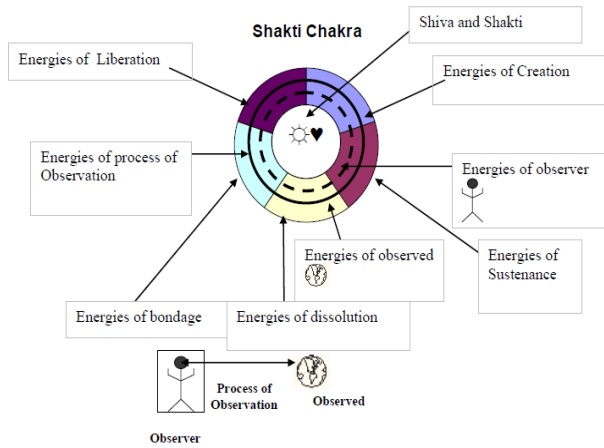 Shakti Chakra
Shiva and Shakti
Energies of Liberation
Energies of Creation
Energies of process of
Observation
Energies of observer
Energies of observed
Energies of
Sustenance
Energies of bondage
Energies of dissolution
Process of
Observation
Observed
Observer